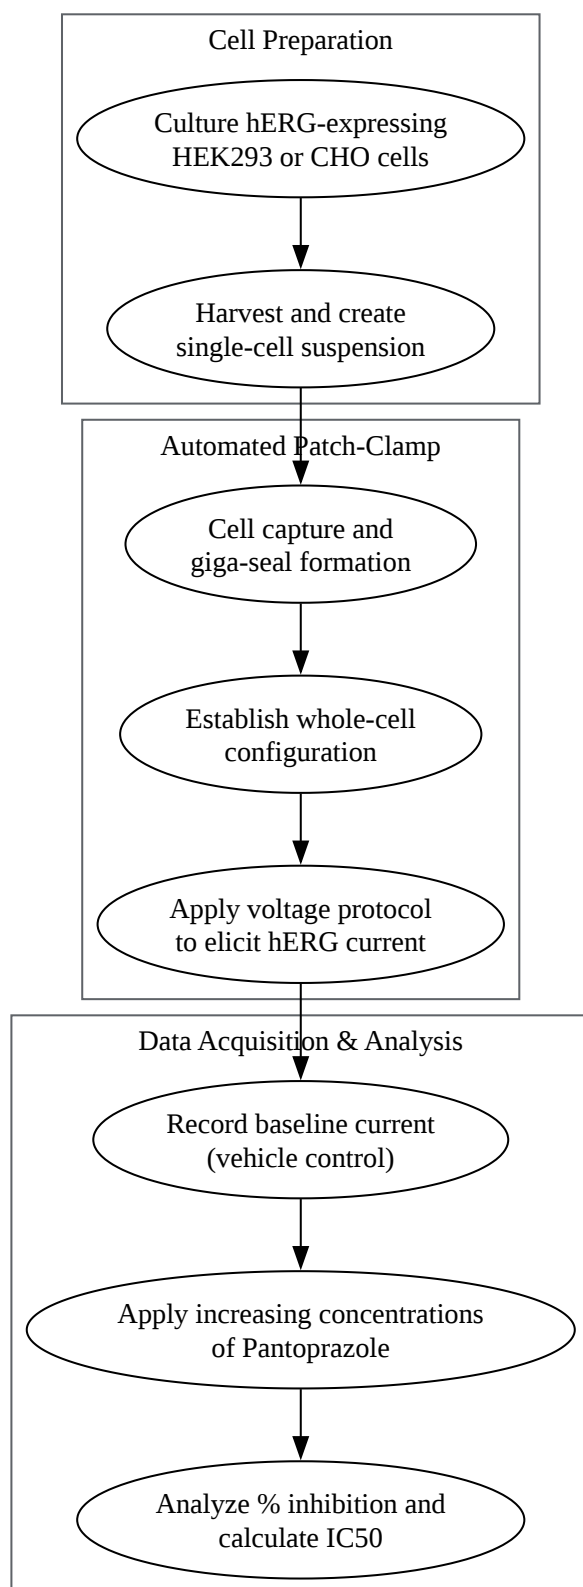 Cell Preparation
Culture hERG-expressing
HEK293 or CHO cells
Harvest and create
single-cell suspension
Automated Patch-Clamp
Cell capture and
giga-seal formation
Establish whole-cell
configuration
Apply voltage protocol
to elicit hERG current
Data Acquisition & Analysis
Record baseline current
(vehicle control)
Apply increasing concentrations
of Pantoprazole
Analyze % inhibition and
calculate IC50